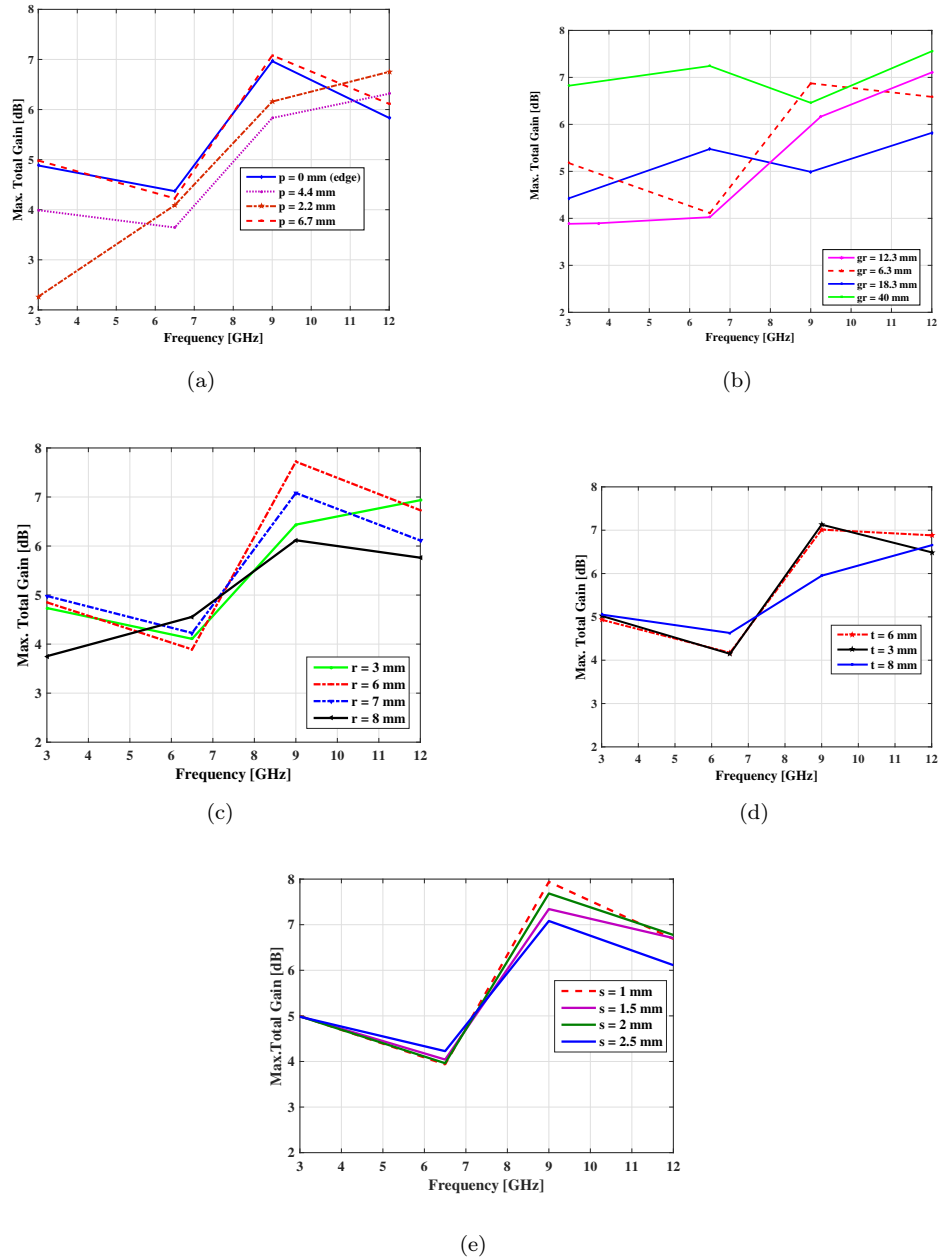 8
7
6
5
4
3
2
Max. Total Gain [dB]
p = 0 mm (edge)
p = 4.4 mm
p = 2.2 mm
p = 6.7 mm
3 4 5 6 7 8 9 10 11 12
Frequency [GHz]
(a)
8
7
6
5
4
3
2
Max. Total Gain [dB]
gr = 12.3 mm
gr = 6.3 mm
gr = 18.3 mm
gr = 40 mm
3 4 5 6 7 8 9 10 11 12
Frequency [GHz]
(b)
8
7
6
5
4
3
2
Max. Total Gain [dB]
r = 3 mm
r = 6 mm
r = 7 mm
r = 8 mm
3 4 5 6 7 8 9 10 11 12
Frequency [GHz]
(c)
8
7
6
5
4
3
2
Max. Total Gain [dB]
t = 6 mm
t = 3 mm
t = 8 mm
3 4 5 6 7 8 9 10 11 12
Frequency [GHz]
(d)
8
7
6
5
4
3
2
Max.Total Gain [dB]
s = 1 mm
s = 1.5 mm
s = 2 mm
s = 2.5 mm
3 4 5 6 7 8 9 10 11 12
Frequency [GHz]
(e)